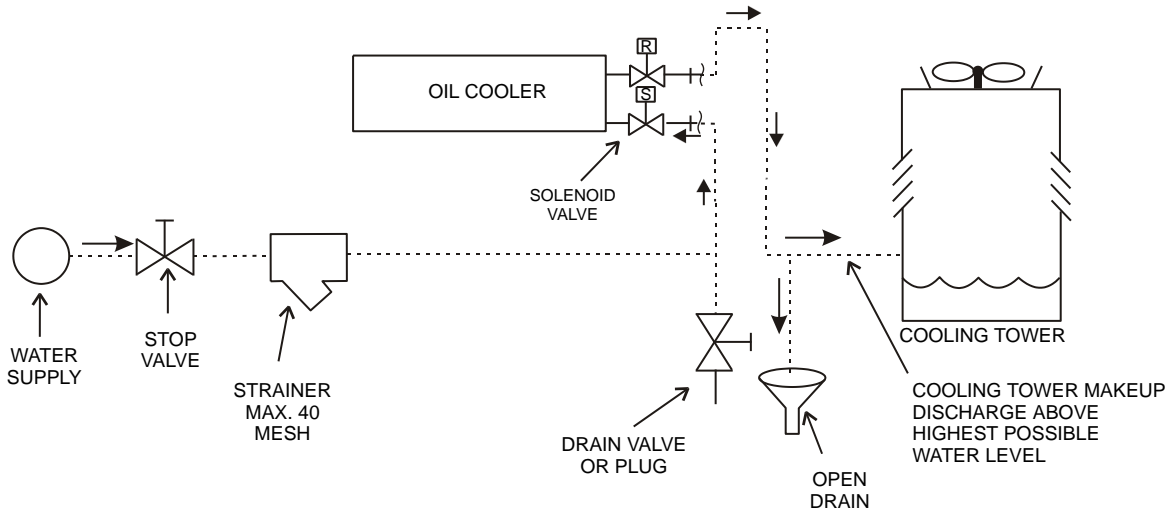 R
OIL COOLER
S
SOLENOID
VALVE
STOP
VALVE
WATER
SUPPLY
STRAINER
MAX. 40
MESH
DRAIN VALVE
OR PLUG
OPEN
DRAIN
COOLING TOWER
COOLING TOWER MAKEUP
DISCHARGE ABOVE
HIGHEST POSSIBLE
WATER LEVEL